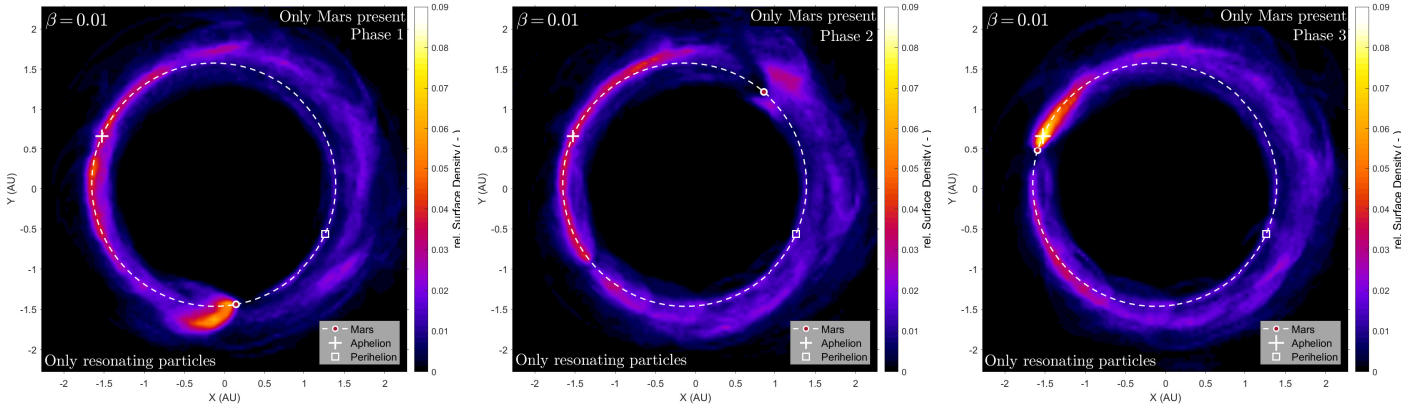 β = 0.01
Only Mars present
Phase 1
Only resonating particles
Mars
Aphelion
Perihelion
Y (AU)
2
1.5
1
0.5
0
-0.5
-1
-1.5
-2
-2 -1.5 -1 -0.5 0 0.5 1 1.5 2
X (AU)
0.09
0.08
0.07
0.06
0.05
0.04
0.03
0.02
0.01
0
rel. Surface Density ( - )
β = 0.01
Only Mars present
Phase 2
Only resonating particles
Mars
Aphelion
Perihelion
Y (AU)
2
1.5
1
0.5
0
-0.5
-1
-1.5
-2
-2 -1.5 -1 -0.5 0 0.5 1 1.5 2
X (AU)
0.09
0.08
0.07
0.06
0.05
0.04
0.03
0.02
0.01
0
rel. Surface Density ( - )
β = 0.01
Only Mars present
Phase 3
Only resonating particles
Mars
Aphelion
Perihelion
Y (AU)
2
1.5
1
0.5
0
-0.5
-1
-1.5
-2
-2 -1.5 -1 -0.5 0 0.5 1 1.5 2
X (AU)
0.09
0.08
0.07
0.06
0.05
0.04
0.03
0.02
0.01
0
rel. Surface Density ( - )